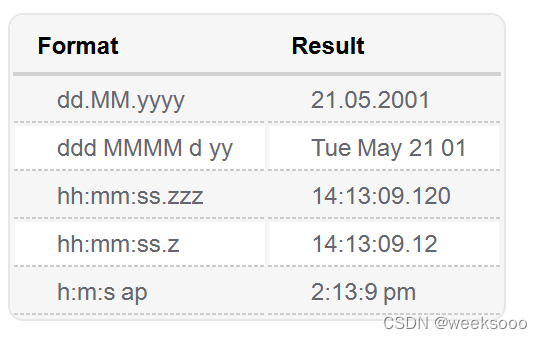 Format Result
dd.MM.yyyy 21.05.2001
ddd MMMM d yy Tue May 21 01
hh:mm:ss.zzz 14:13:09.120
hh:mm:ss.z 14:13:09.12
h:m:s ap 2:13:9 pm
CSDN @weeksooo